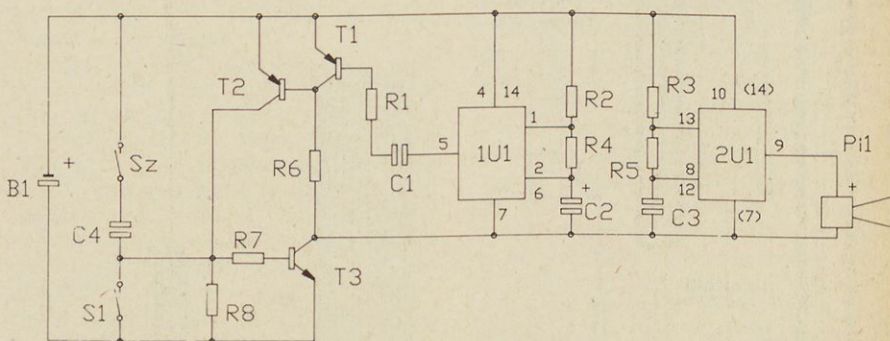 T1
T2
T3
R1
R2
R3
R4
R5
R6
R7
R8
C1
C2
C3
C4
Sz
S1
B1
+
1U1
4 14
5
1
2
6
7
+
2U1
10 (14)
13
8
12
9
(7)
Pi1
+